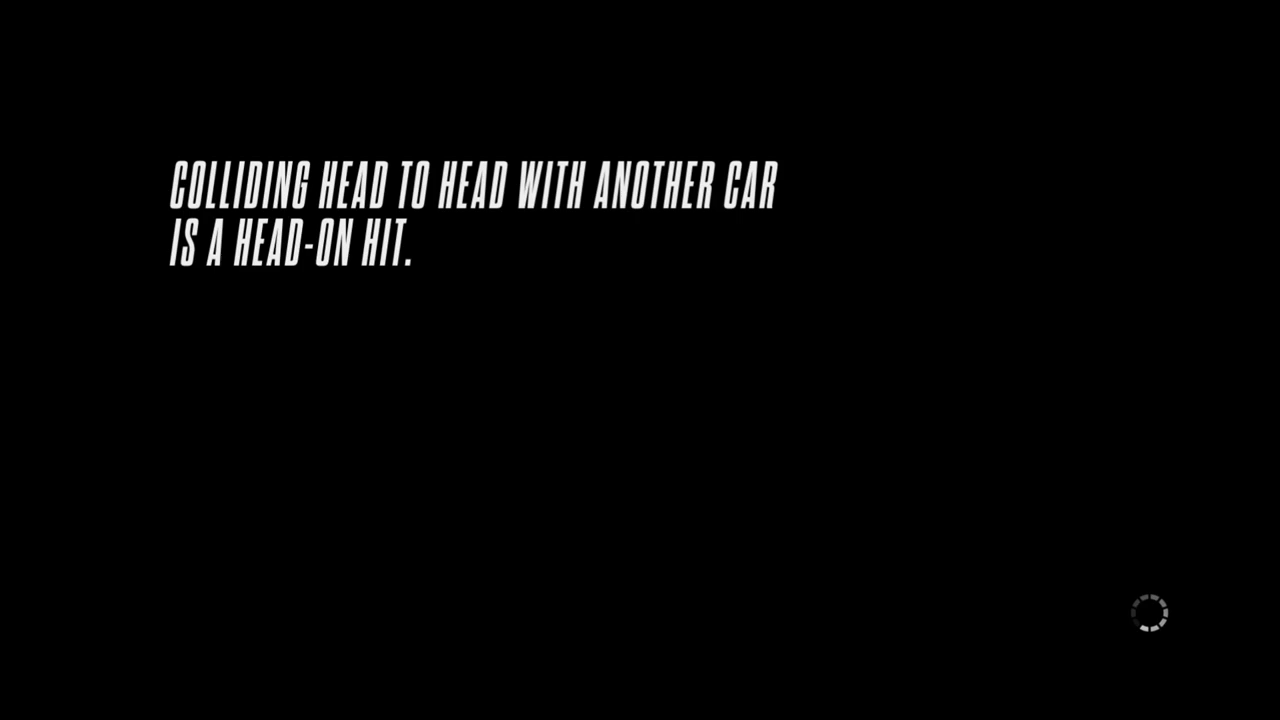 COLLIDING HEAD TO HEAD WITH ANOTHER CAR
IS A HEAD-ON HIT.